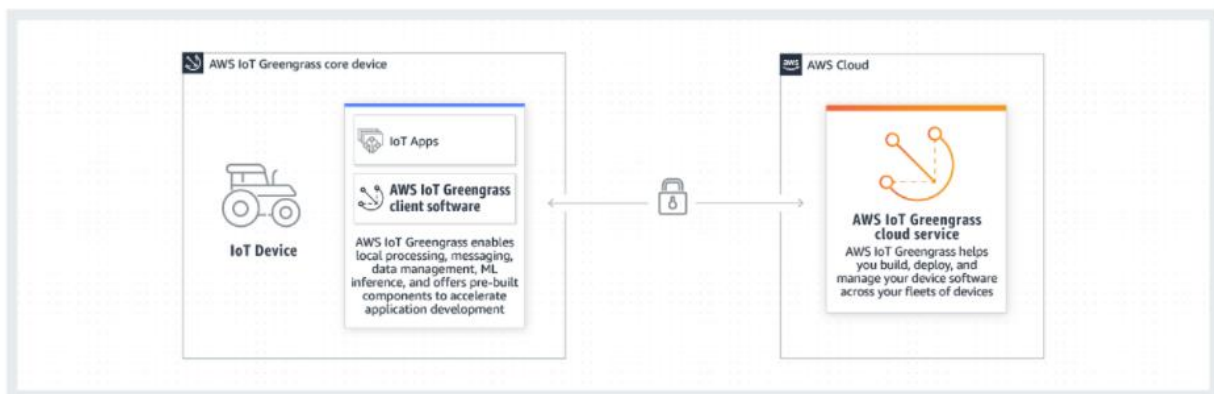 AWS IoT Greengrass core device
IoT Device
IoT Apps
AWS IoT Greengrass
client software
AWS IoT Greengrass enables
local processing, messaging,
data management, ML
inference, and offers pre-built
components to accelerate
application development
aws
AWS Cloud
AWS IoT Greengrass
cloud service
AWS IoT Greengrass helps
you build, deploy, and
manage your device software
across your fleets of devices